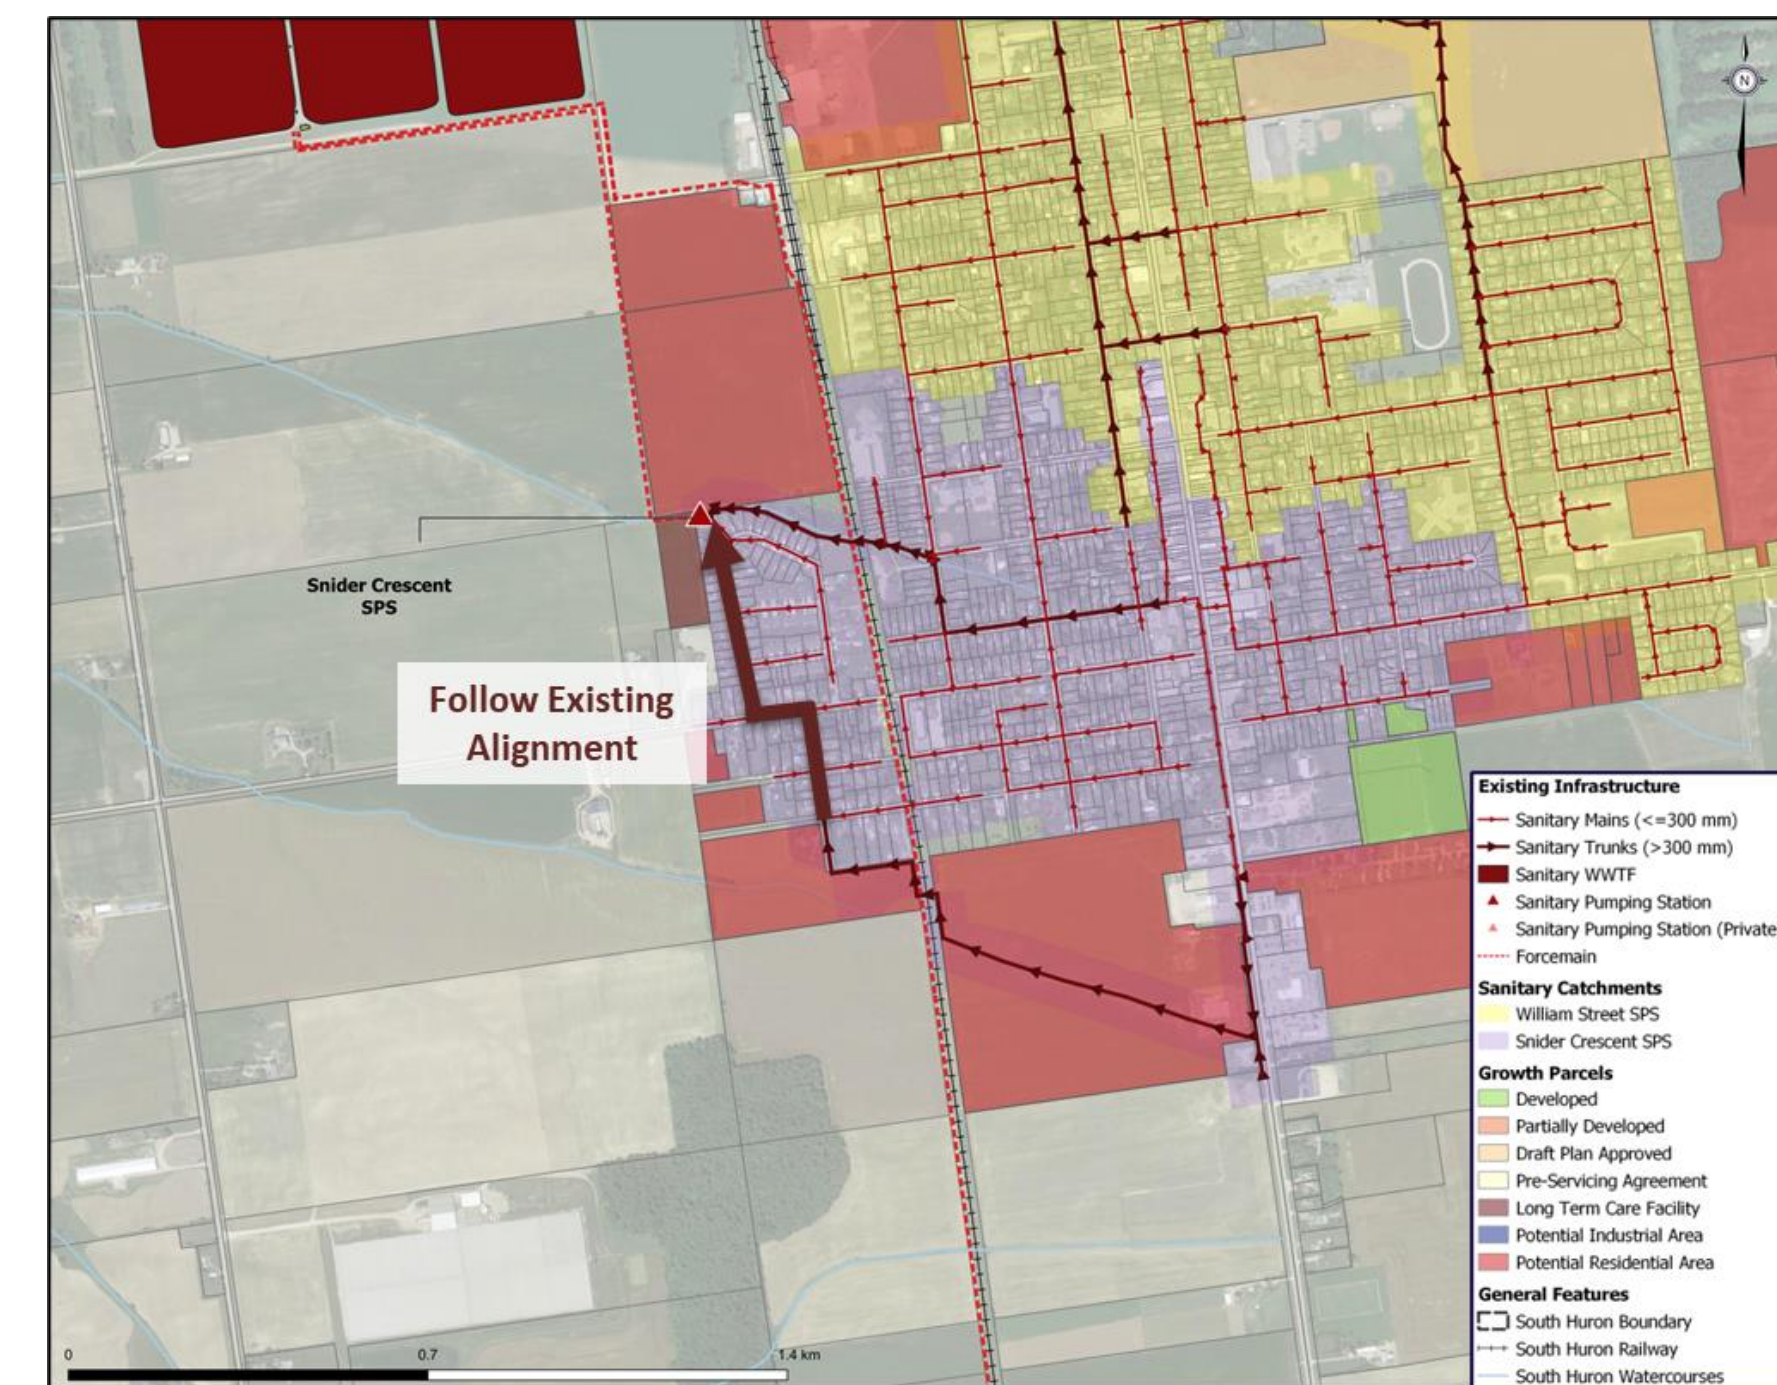 N
Snider Crescent
SPS
Follow Existing
Alignment
Existing Infrastructure
Sanitary Mains (<=300 mm)
Sanitary Trunks (>300 mm)
Sanitary WWTF
Sanitary Pumping Station
Sanitary Pumping Station (Private
Forcemain
Sanitary Catchments
William Street SPS
Snider Crescent SPS
Growth Parcels
Developed
Partially Developed
Draft Plan Approved
Pre-Servicing Agreement
Long Term Care Facility
Potential Industrial Area
Potential Residential Area
General Features
South Huron Boundary
South Huron Railway
South Huron Watercourses
0 0.7 1.4 km